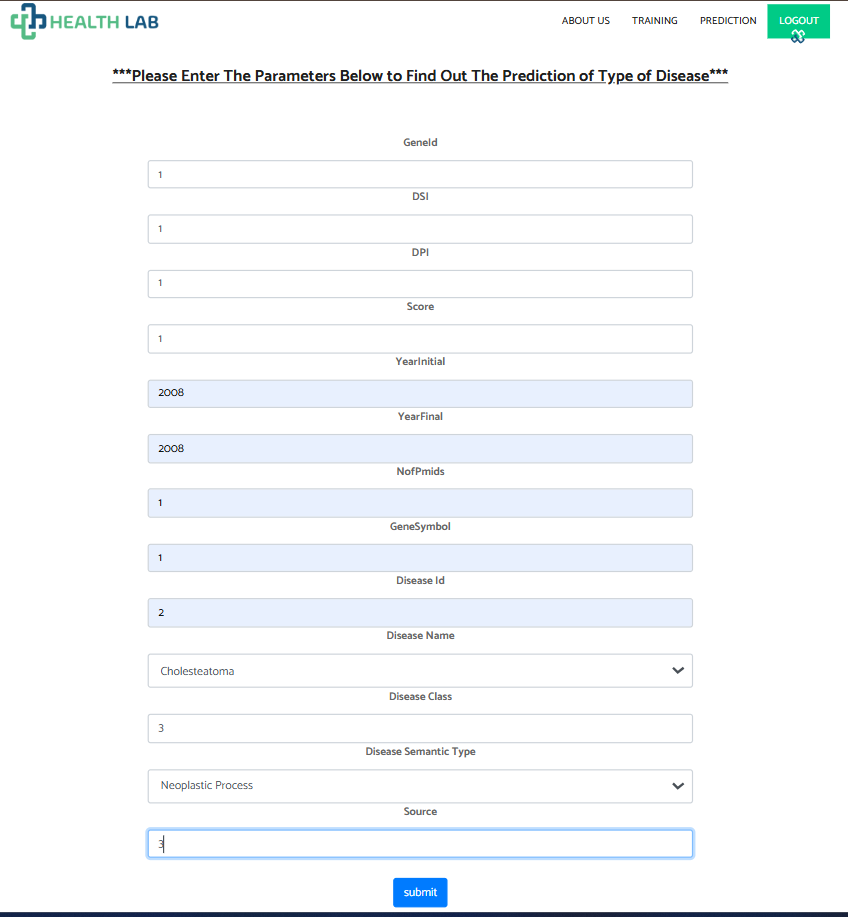 HEALTH LAB
ABOUT US TRAINING PREDICTION LOGOUT
***Please Enter The Parameters Below to Find Out The Prediction of Type of Disease***
GeneId
1
DSI
1
DPI
1
Score
1
YearInitial
2008
YearFinal
2008
NofPmids
1
GeneSymbol
1
Disease Id
2
Disease Name
Cholesteatoma
Disease Class
3
Disease Semantic Type
Neoplastic Process
Source
3
submit